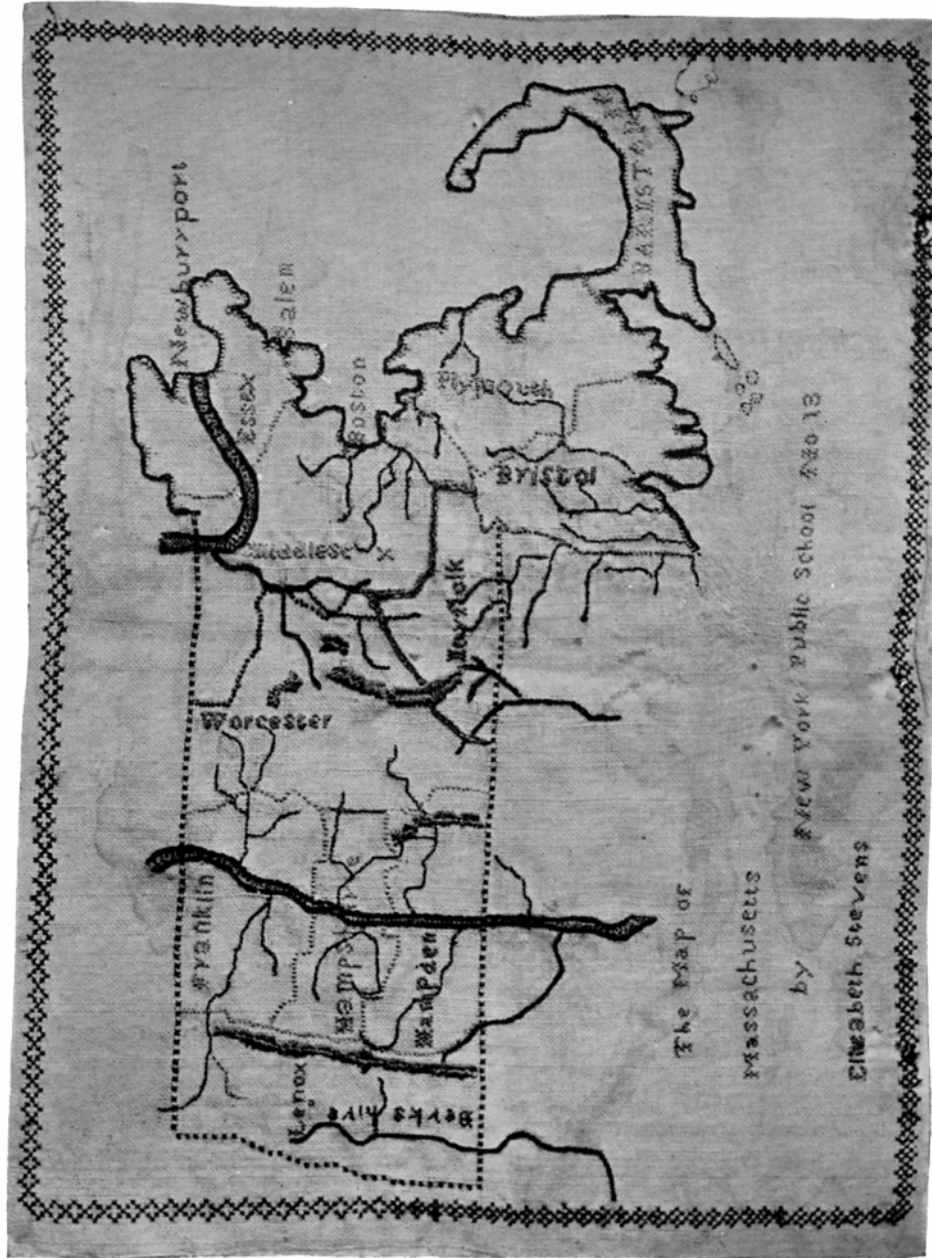 Newburyport
Essex
Salem
Boston
Middlesex
Plymouth
Bristol
BARNSTABLE
Norfolk
Worcester
Franklin
Hampshire
Hampden
Lenox
Berkshire
The Map of
Massachusetts
by
New York Public School No 13
Elizabeth Stevens